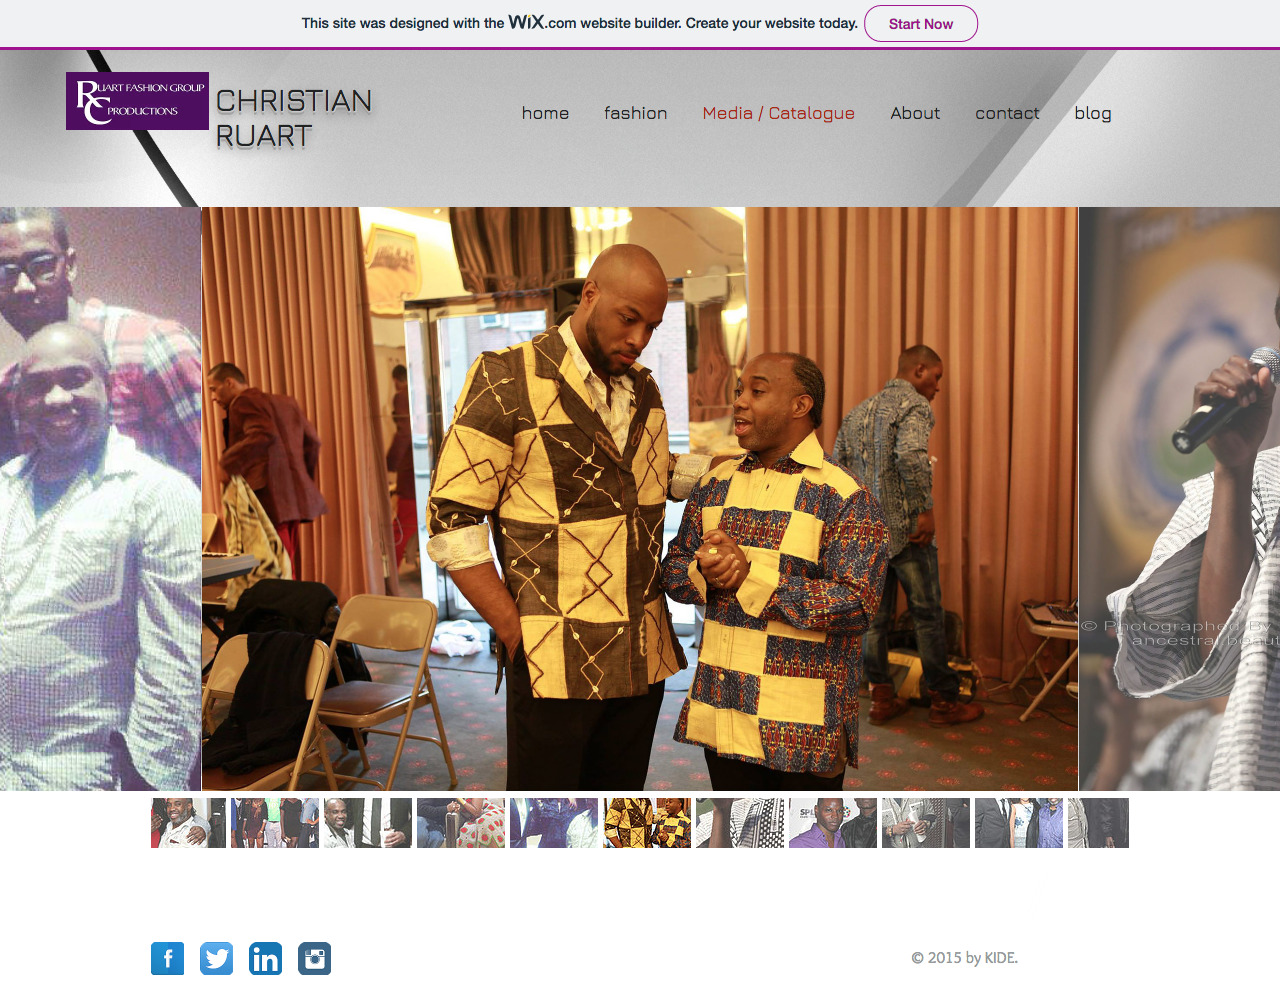 This site was designed with the WiX.com website builder. Create your website today. Start Now
RUART FASHION GROUP
C PRODUCTIONS
CHRISTIAN
RUART
home fashion Media / Catalogue About contact blog
© Photographed By
ancestral beaut
© 2015 by KIDE.